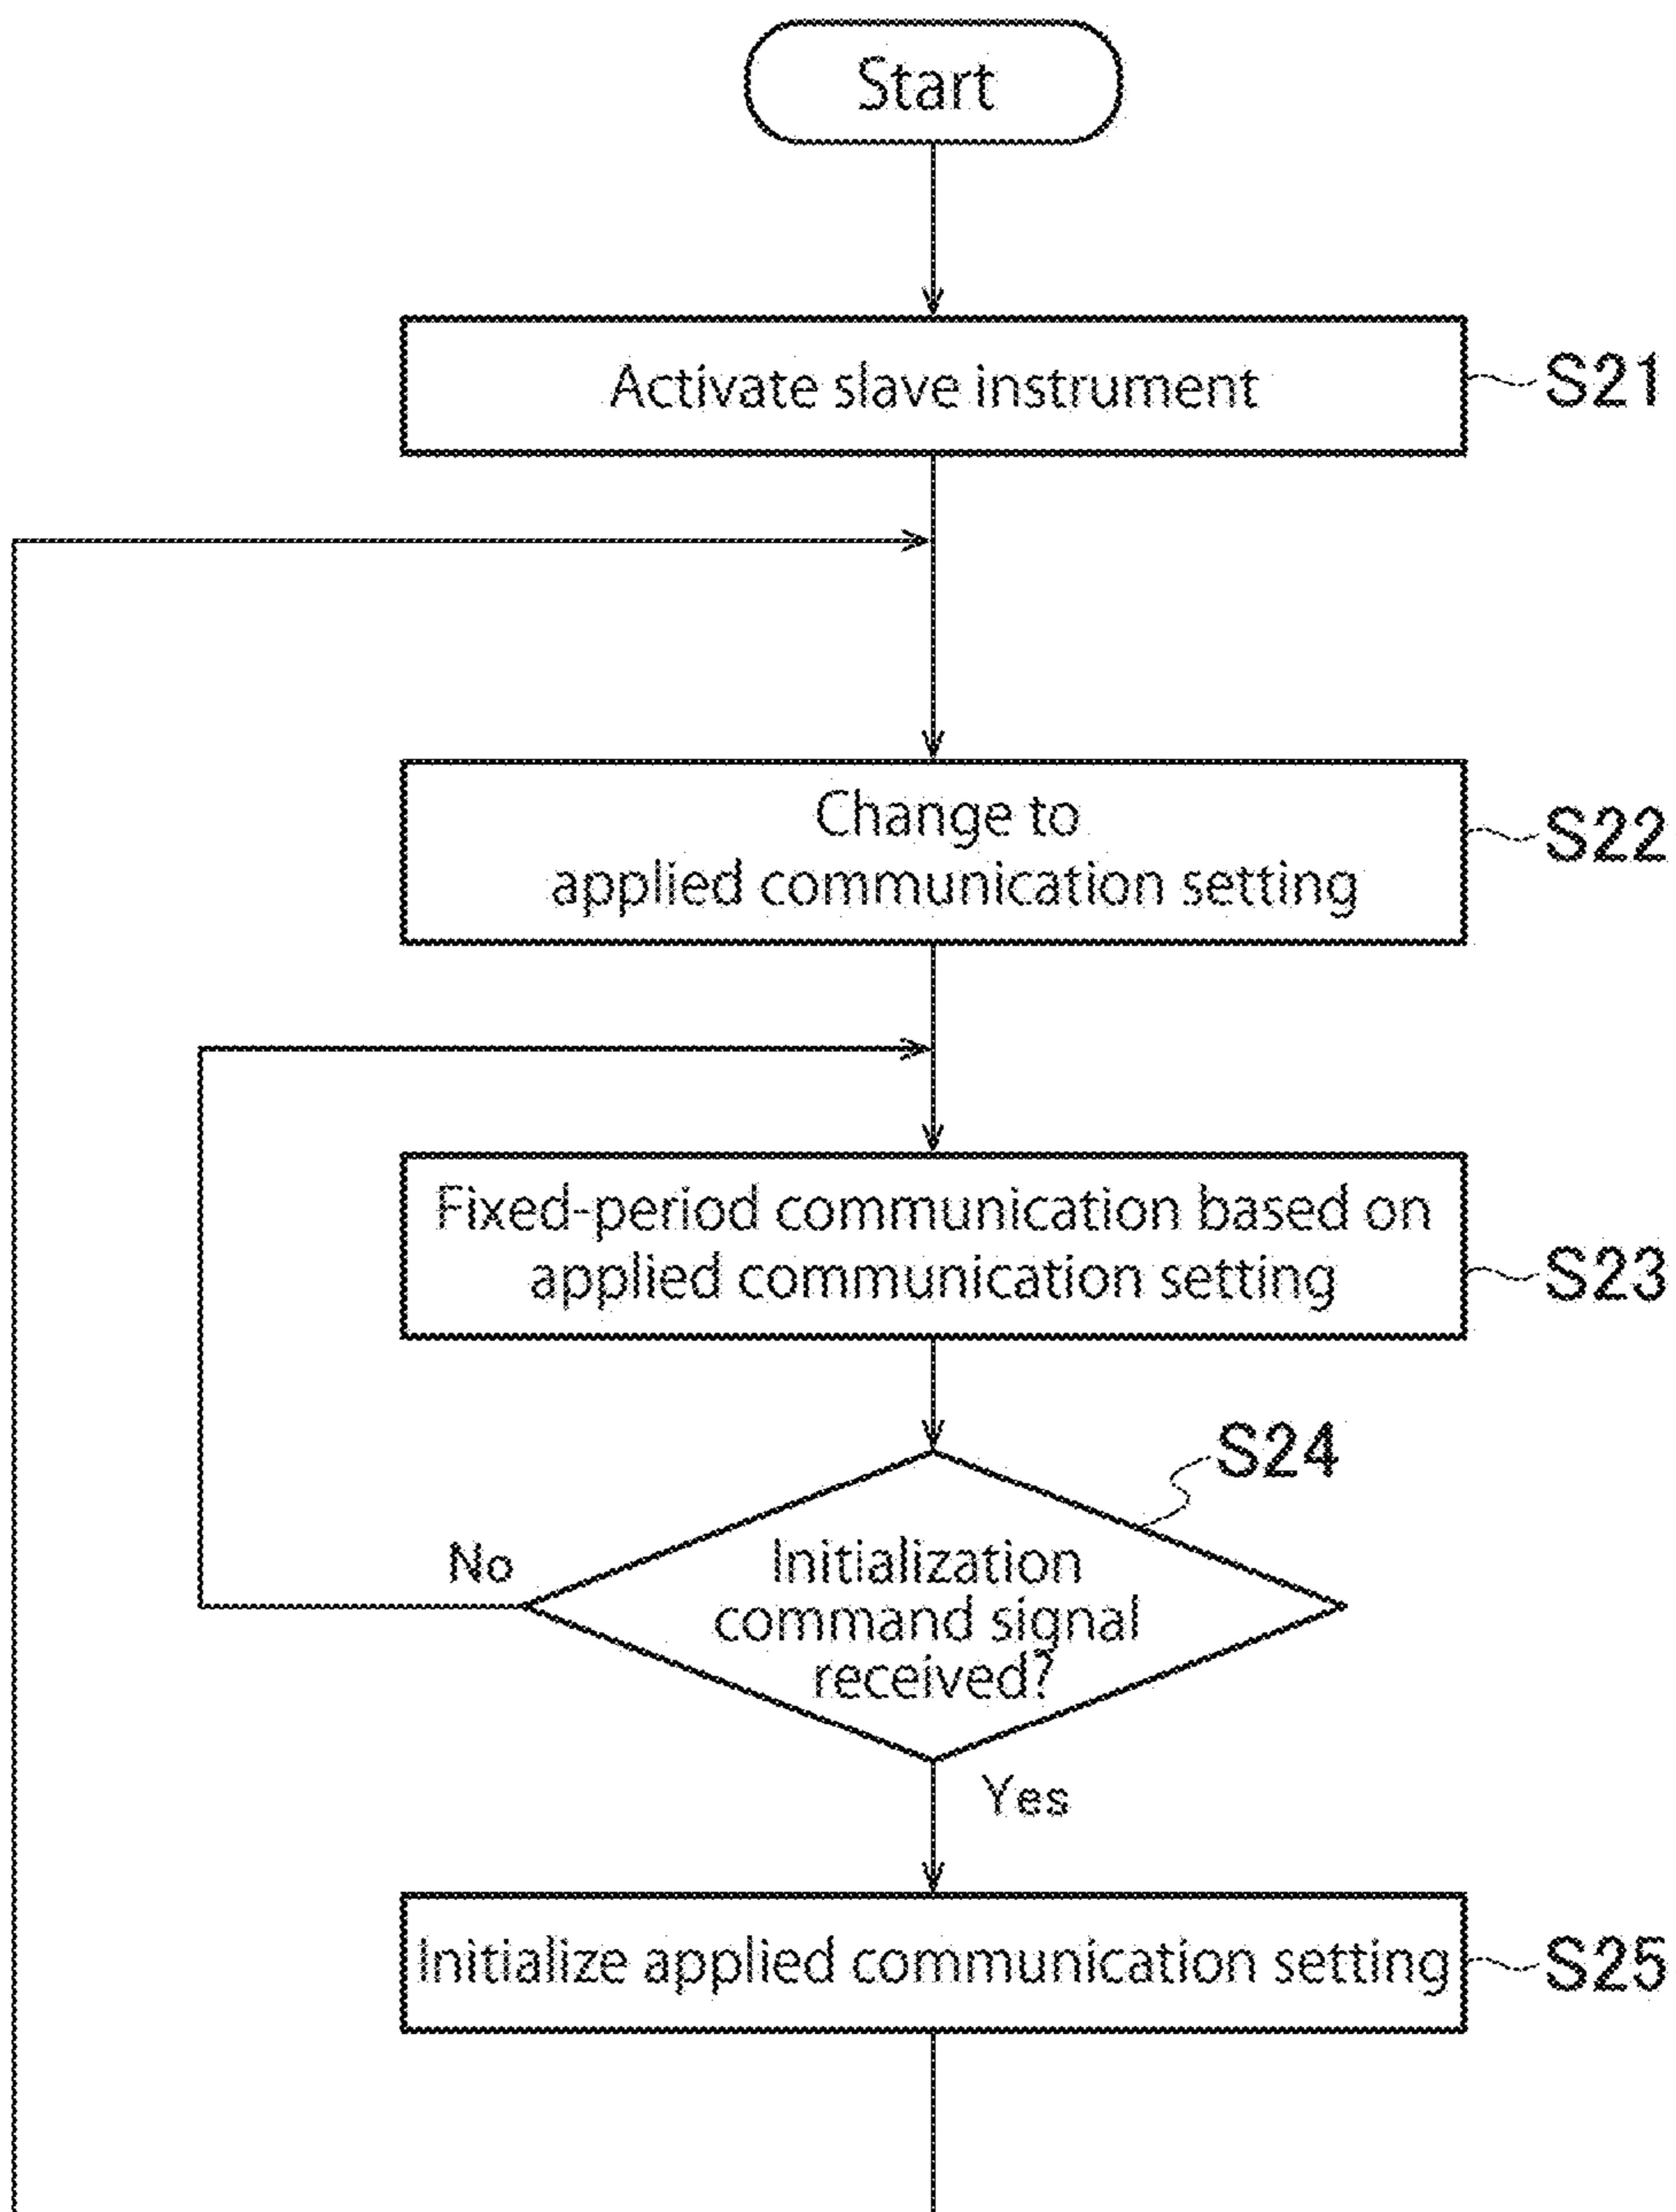 Start
Activate slave instrument
S21
Change to
applied communication setting
S22
Fixed-period communication based on
applied communication setting
S23
S24
No
Initialization
command signal
received?
Yes
Initialize applied communication setting
S25